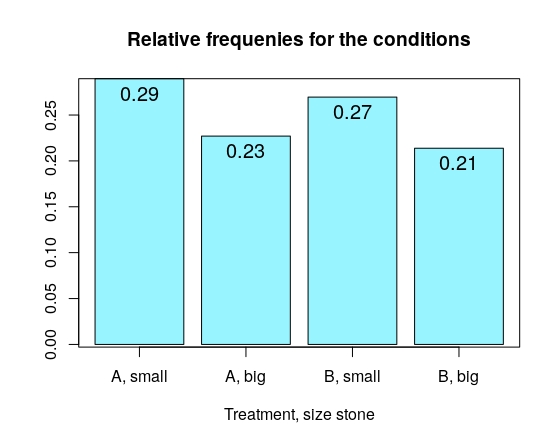 Relative frequenies for the conditions
0.29
0.23
0.27
0.21
0.25
0.20
0.15
0.10
0.05
0.00
A, small
A, big
B, small
B, big
Treatment, size stone